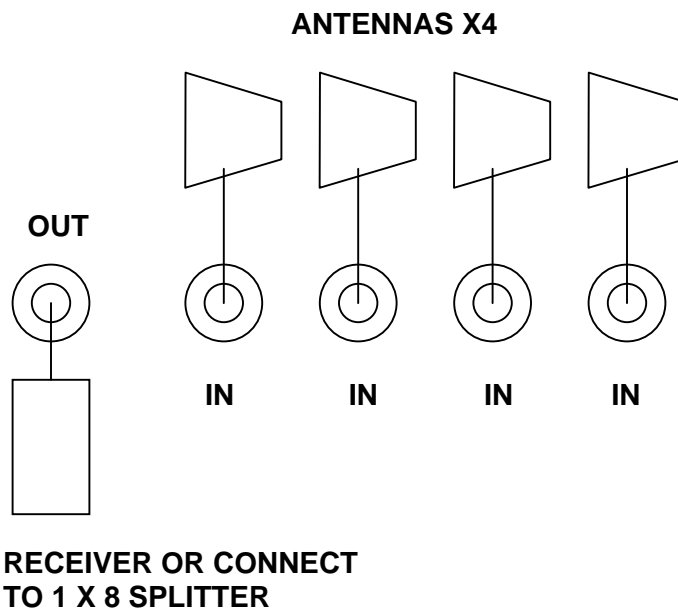 ANTENNAS X4
OUT
IN IN IN IN
RECEIVER OR CONNECT
TO 1 X 8 SPLITTER